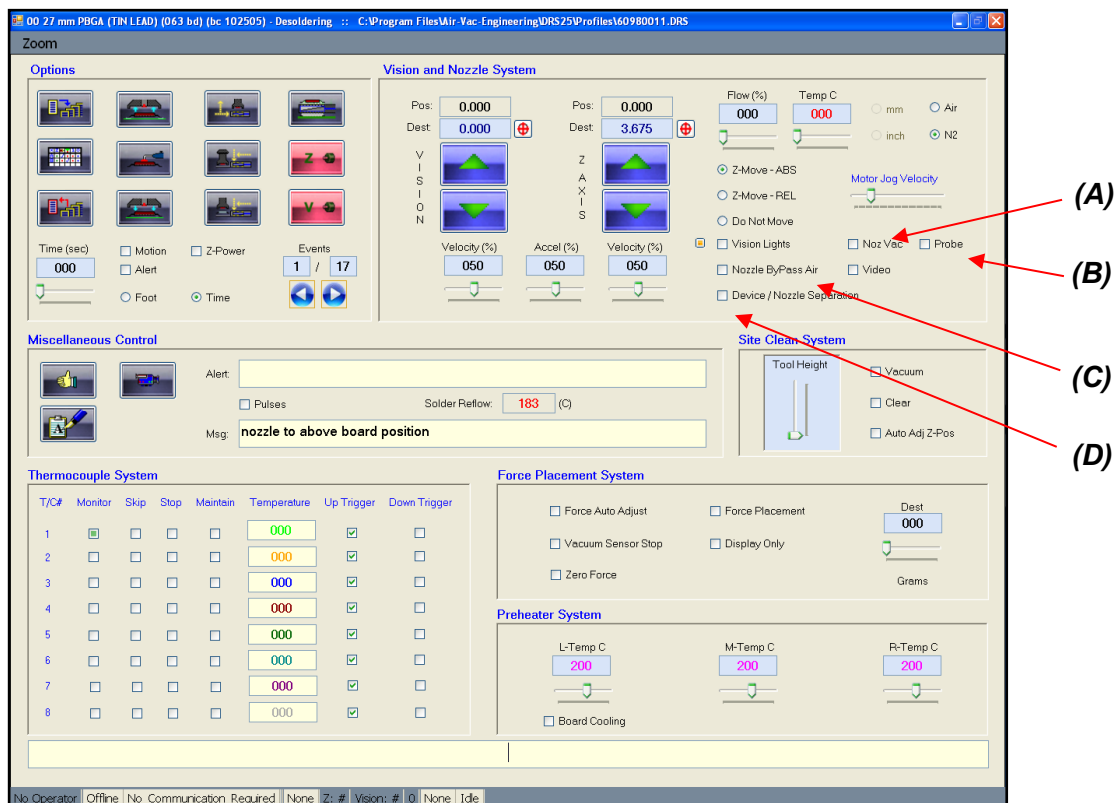 00 27 mm PBGA (TIN LEAD) (063 bd) (bc 102505) - Desoldering :: C:\Program Files\Air-Vac-Engineering\DRS25\Profiles\60980011.DRS
Zoom
Options
Time (sec)
000
Motion
Z-Power
Alert
Foot
Time
Events
1 / 17
Z
V
Vision and Nozzle System
Pos: 0.000
Dest: 0.000
VISION
Pos: 0.000
Dest: 3.675
Z AXIS
Velocity (%)
050
Accel (%)
050
Velocity (%)
050
Flow (%)
000
Temp C
000
mm
inch
Air
N2
Z-Move - ABS
Z-Move - REL
Do Not Move
Motor Jog Velocity
Vision Lights
Noz Vac
Probe
Nozzle ByPass Air
Video
Device / Nozzle Separation
(A)
(B)
(C)
(D)
Miscellaneous Control
Alert:
Pulses
Solder Reflow: 183 (C)
Msg: nozzle to above board position
Site Clean System
Tool Height
Vacuum
Clear
Auto Adj Z-Pos
Thermocouple System
T/C# Monitor Skip Stop Maintain Temperature Up Trigger Down Trigger
1 000
2 000
3 000
4 000
5 000
6 000
7 000
8 000
Force Placement System
Force Auto Adjust
Force Placement
Vacuum Sensor Stop
Display Only
Zero Force
Dest
000
Grams
Preheater System
L-Temp C
200
M-Temp C
200
R-Temp C
200
Board Cooling
No Operator Offline No Communication Required None Z: # Vision: # 0 None Idle